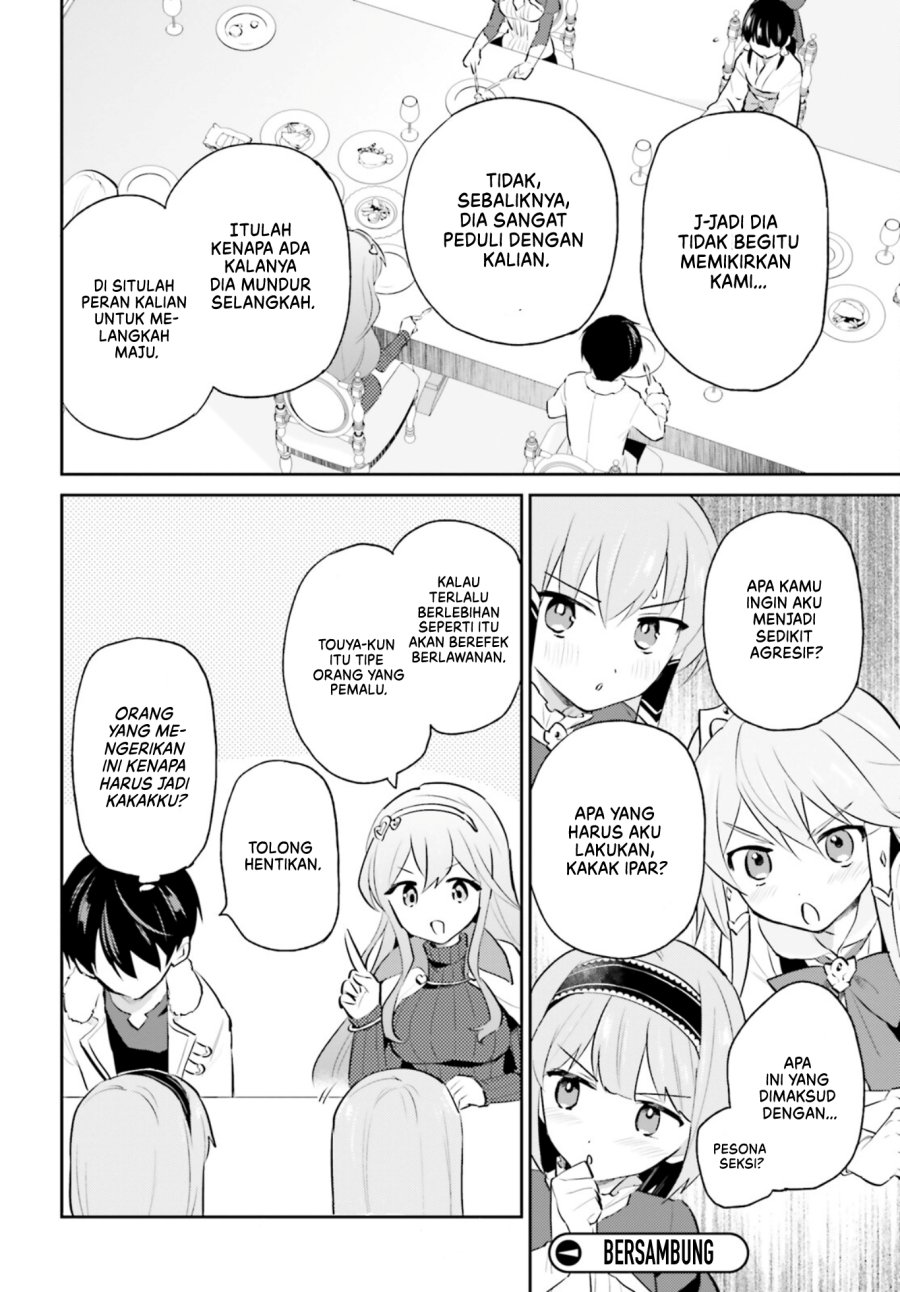 J-JADI DIA
TIDAK BEGITU
MEMIKIRKAN
KAMI...
TIDAK,
SEBALIKNYA,
DIA SANGAT
PEDULI DENGAN
KALIAN.
ITULAH
KENAPA ADA
KALANYA
DIA MUNDUR
SELANGKAH.
DI SITULAH
PERAN KALIAN
UNTUK ME-
LANGKAH
MAJU.
APA KAMU
INGIN AKU
MENJADI
SEDIKIT
AGRESIF?
APA YANG
HARUS AKU
LAKUKAN,
KAKAK IPAR?
APA
INI YANG
DIMAKSUD
DENGAN...
PESONA
SEKSI?
KALAU
TERLALU
BERLEBIHAN
SEPERTI ITU
AKAN BEREFEK
BERLAWANAN.
TOUYA-KUN
ITU TIPE
ORANG YANG
PEMALU.
TOLONG
HENTIKAN.
ORANG
YANG ME-
NGERIKAN
INI KENAPA
HARUS JADI
KAKAKKU?
BERSAMBUNG